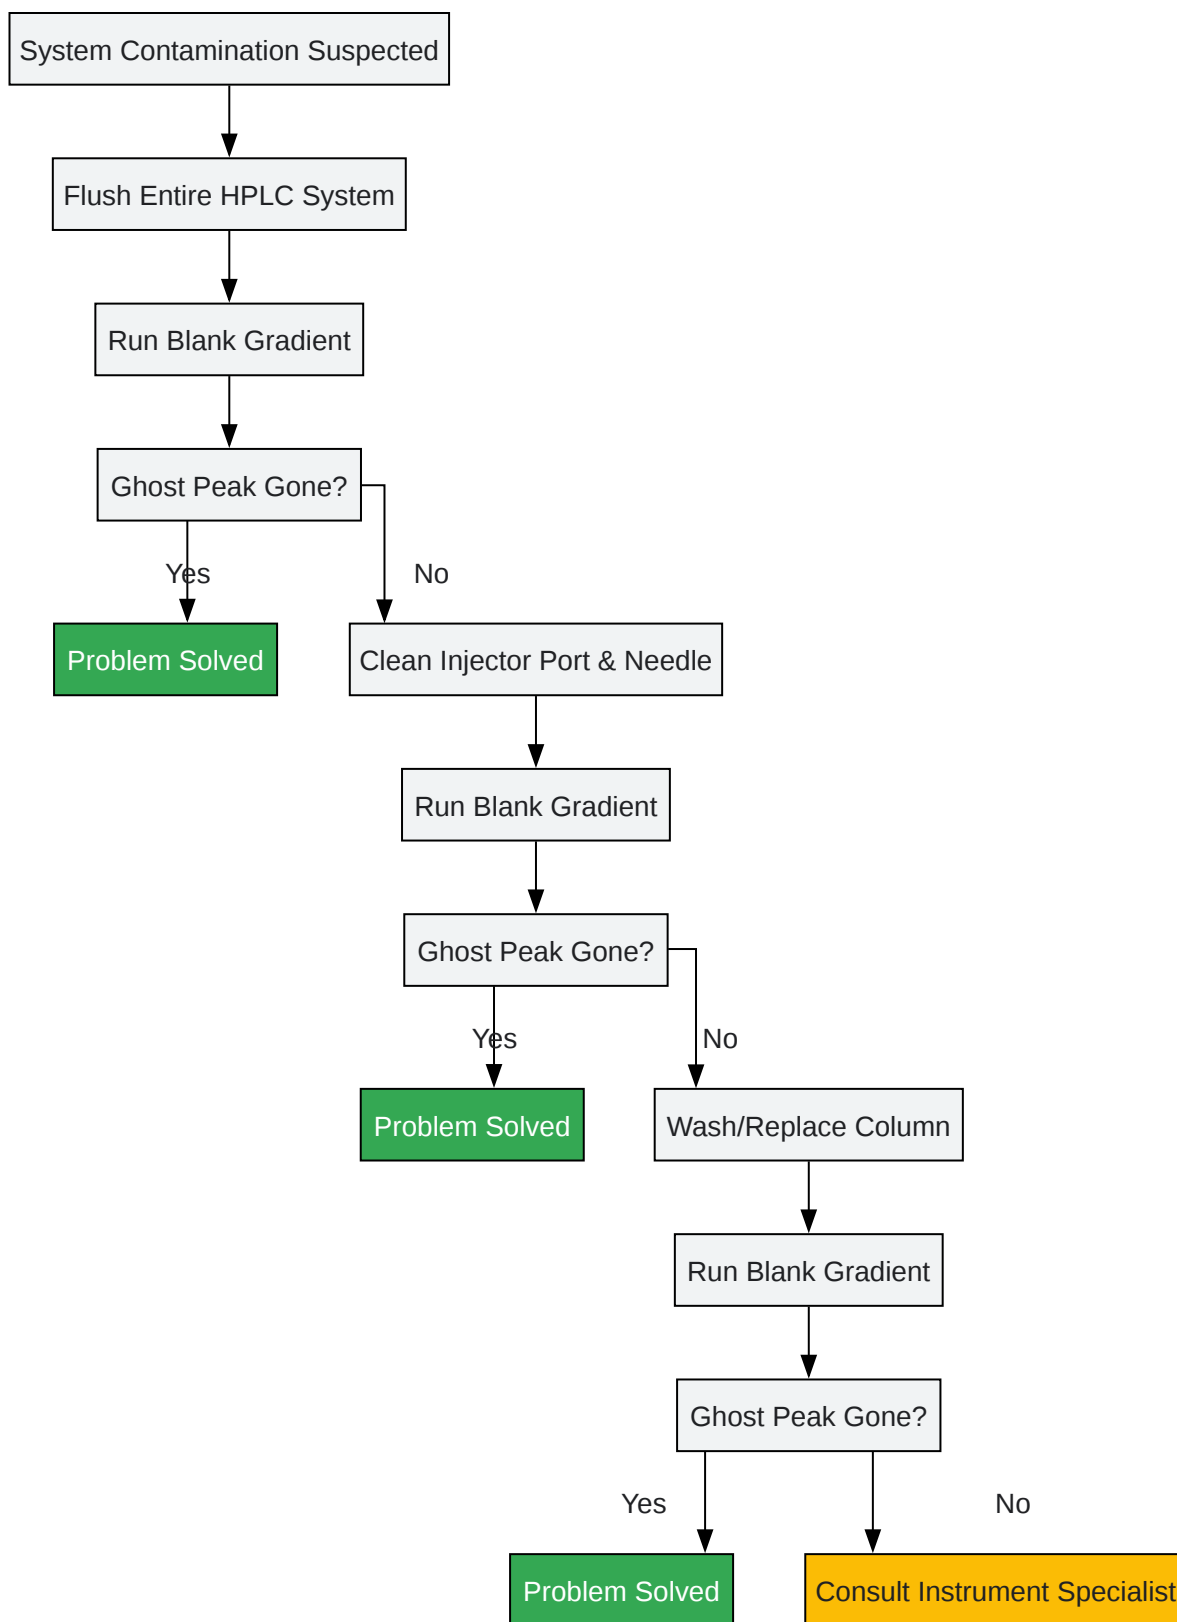 System Contamination Suspected
Flush Entire HPLC System
Run Blank Gradient
Ghost Peak Gone?
Yes
No
Problem Solved
Clean Injector Port & Needle
Run Blank Gradient
Ghost Peak Gone?
Yes
No
Problem Solved
Wash/Replace Column
Run Blank Gradient
Ghost Peak Gone?
Yes
No
Problem Solved
Consult Instrument Specialist